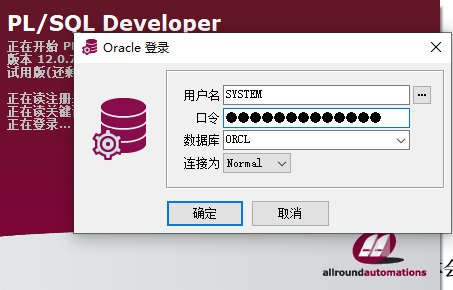 PL/SQL Developer
正在开始 P
版本 12.0.7
试用版(还剩
正在读注册
正在读关键
正在登录...
Oracle 登录
用户名 SYSTEM ...
口令 ●●●●●●●●●●●●●
数据库 ORCL
连接为 Normal
确定 取消
allroundautomations